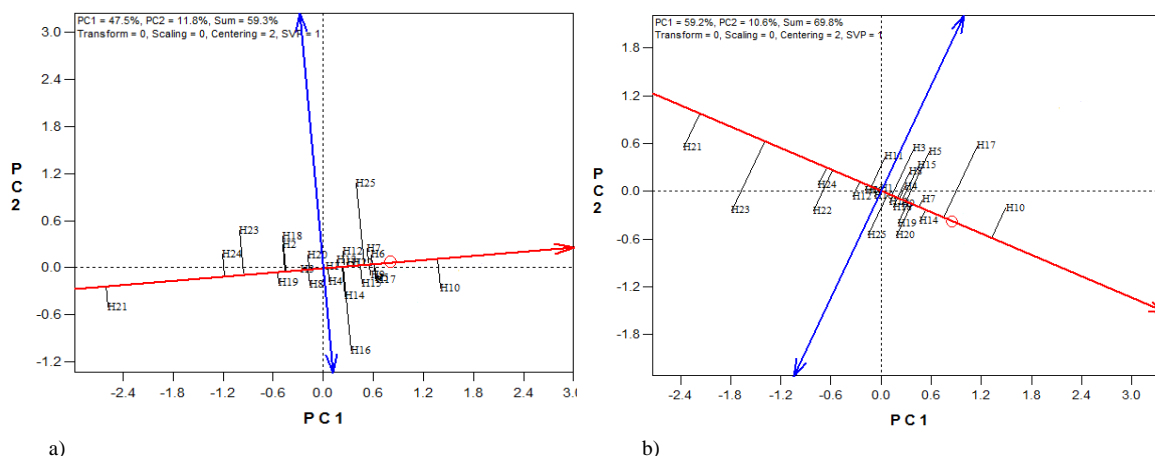 PC1 = 47.5%, PC2 = 11.8%, Sum = 59.3%
Transform = 0, Scaling = 0, Centering = 2, SVP = 1
3.0
2.4
1.8
1.2
0.6
0.0
-0.6
-1.2
P
C
2
H25
H23
H18
H2
H24
H20
H12
H7
H6
H19
H8
H4
H14
H15
H17
H10
H21
H16
-2.4 -1.8 -1.2 -0.6 0.0 0.6 1.2 1.8 2.4 3.0
P C 1
a)
PC1 = 59.2%, PC2 = 10.6%, Sum = 69.8%
Transform = 0, Scaling = 0, Centering = 2, SVP = 1
1.8
1.2
0.6
0.0
-0.6
-1.2
-1.8
P
C
2
H21
H11
H3
H5
H17
H15
H24
H12
H4
H7
H23
H22
H10
H14
H19
H25
H20
-2.4 -1.8 -1.2 -0.6 0.0 0.6 1.2 1.8 2.4 3.0
P C 1
b)